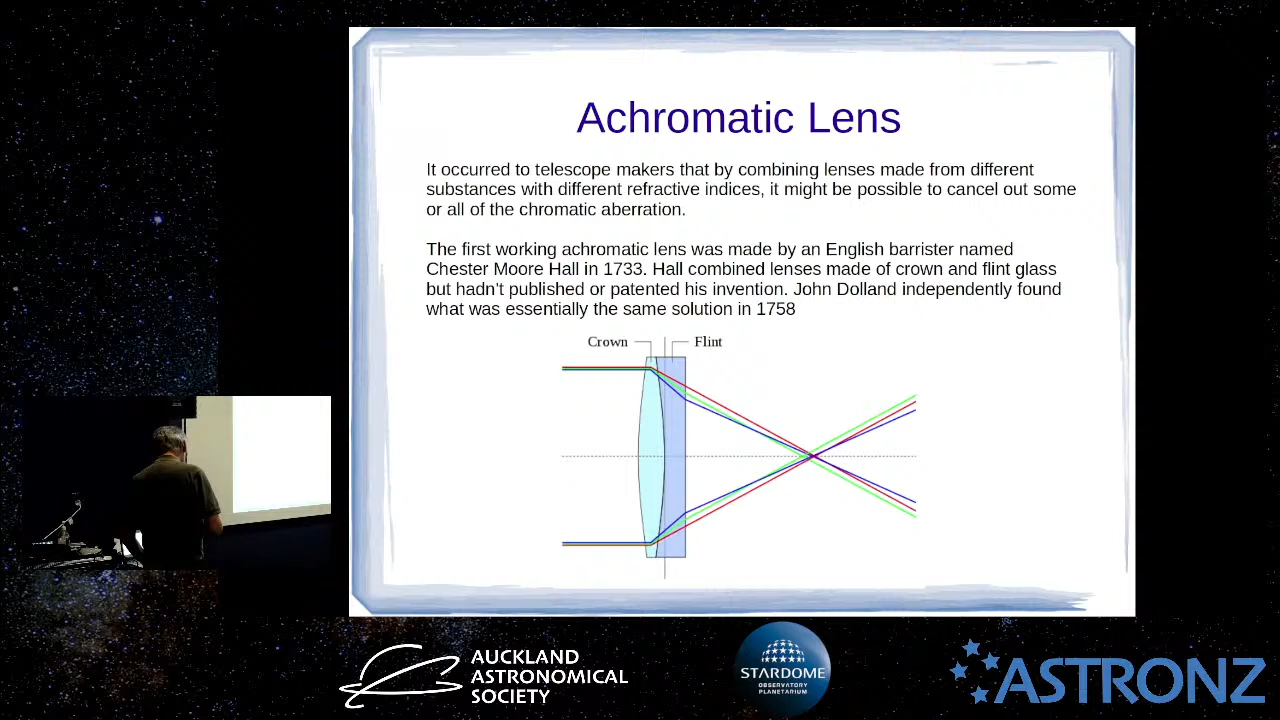 Achromatic Lens
It occurred to telescope makers that by combining lenses made from different
substances with different refractive indices, it might be possible to cancel out some
or all of the chromatic aberration.
The first working achromatic lens was made by an English barrister named
Chester Moore Hall in 1733. Hall combined lenses made of crown and flint glass
but hadn't published or patented his invention. John Dolland independently found
what was essentially the same solution in 1758
Crown Flint
AUCKLAND
ASTRONOMICAL
SOCIETY
STARDOME
OBSERVATORY
PLANETARIUM
ASTRONZ